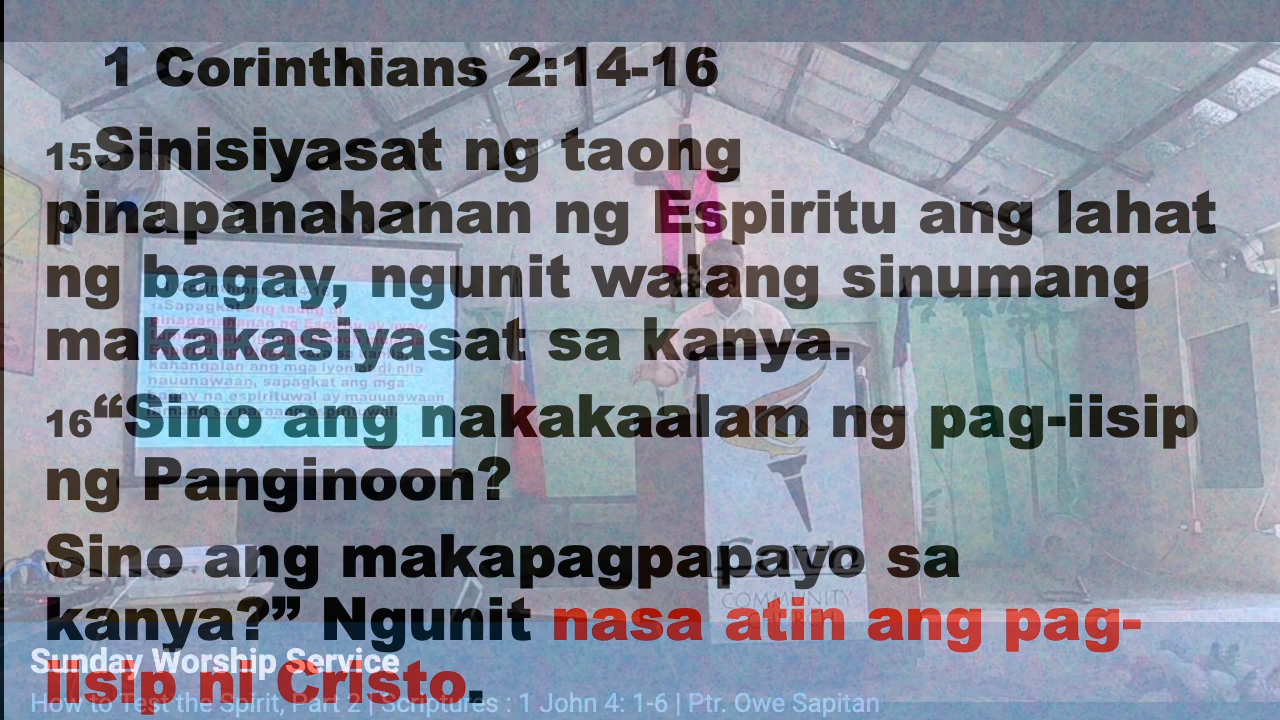 1 Corinthians 2:14-16
15Sinisiyasat ng taong
pinapanahanan ng Espiritu ang lahat
ng bagay, ngunit walang sinumang
makakasiyasat sa kanya.
16“Sino ang nakakaalam ng pag-iisip
ng Panginoon?
Sino ang makapagpapayo sa
kanya?” Ngunit nasa atin ang pag-
iisip ni Cristo.
Sunday Worship Service
How to Test the Spirit, Part 2 | Scriptures : 1 John 4: 1-6 | Ptr. Owe Sapitan
COMMUNITY